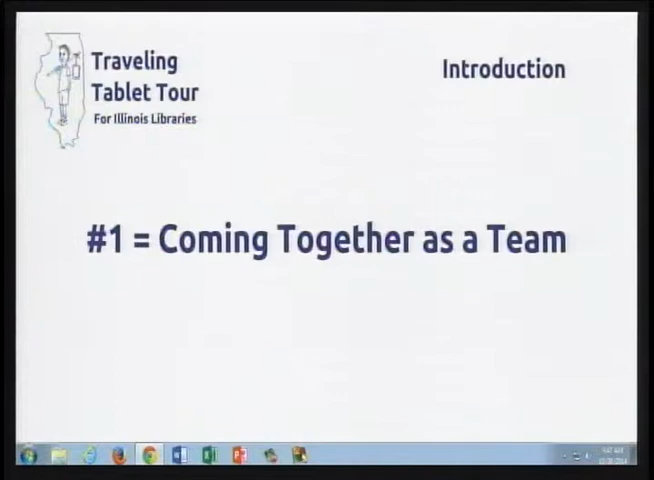 Traveling
Tablet Tour
For Illinois Libraries
Introduction
#1 = Coming Together as a Team